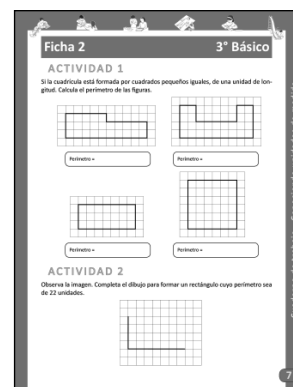 Ficha 2
3° Básico
ACTIVIDAD 1
Si la cuadrícula está formada por cuadrados pequeños iguales, de una unidad de lon-
gitud. Calcula el perímetro de las figuras.
Perímetro =
Perímetro =
Perímetro =
Perímetro =
ACTIVIDAD 2
Observa la imagen. Completa el dibujo para formar un rectángulo cuyo perímetro sea
de 22 unidades.
7